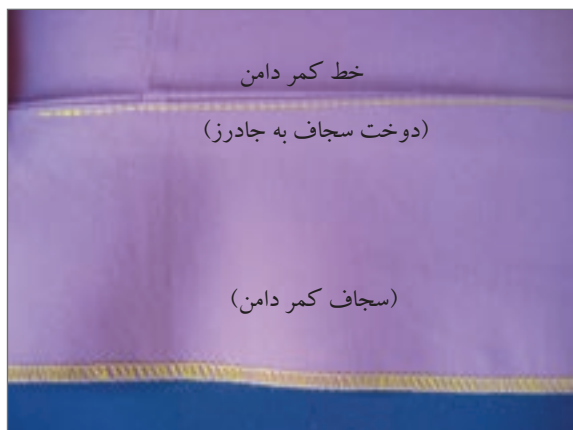 خط کمر دامن
(دوخت سجاف به جادرز)
(سجاف کمر دامن)